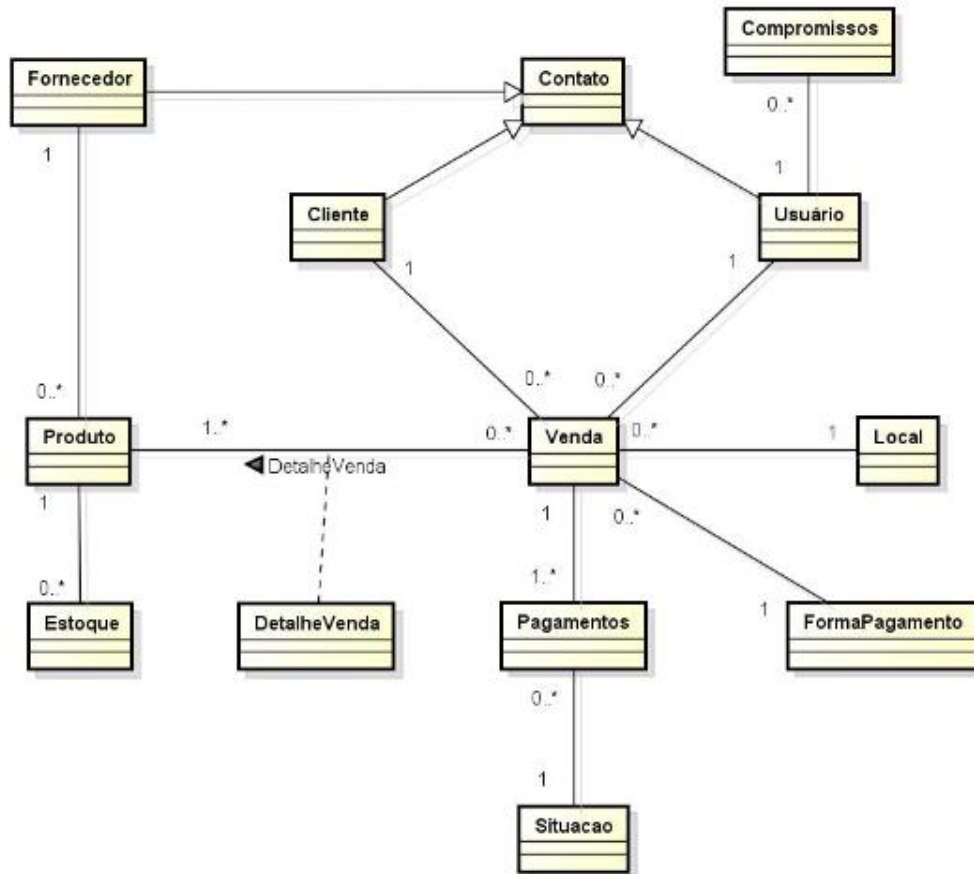 Compromissos
Fornecedor
Contato
0..*
1
1
Cliente
Usuário
1
1
0..*
0..*
0..*
Produto
1..*
0..*
Venda
0..*
1
Local
DetalheVenda
1
1
0..*
0..*
1..*
1
Estoque
DetalheVenda
Pagamentos
FormaPagamento
0..*
1
Situacao